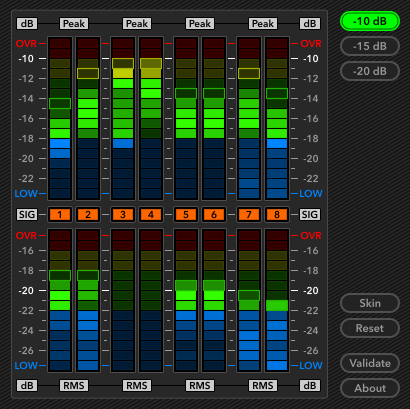 dB Peak Peak Peak Peak dB -10 dB
OVR OVR
-10 -10 -15 dB
-12 -12 -20 dB
-14 -14
-16 -16
-18 -18
-20 -20
-22 -22
LOW LOW
SIG 1 2 3 4 5 6 7 8 SIG
OVR OVR
-16 -16
-18 -18
-20 -20 Skin
-22 -22 Reset
-24 -24
-26 -26 Validate
LOW LOW
dB RMS RMS RMS RMS dB About